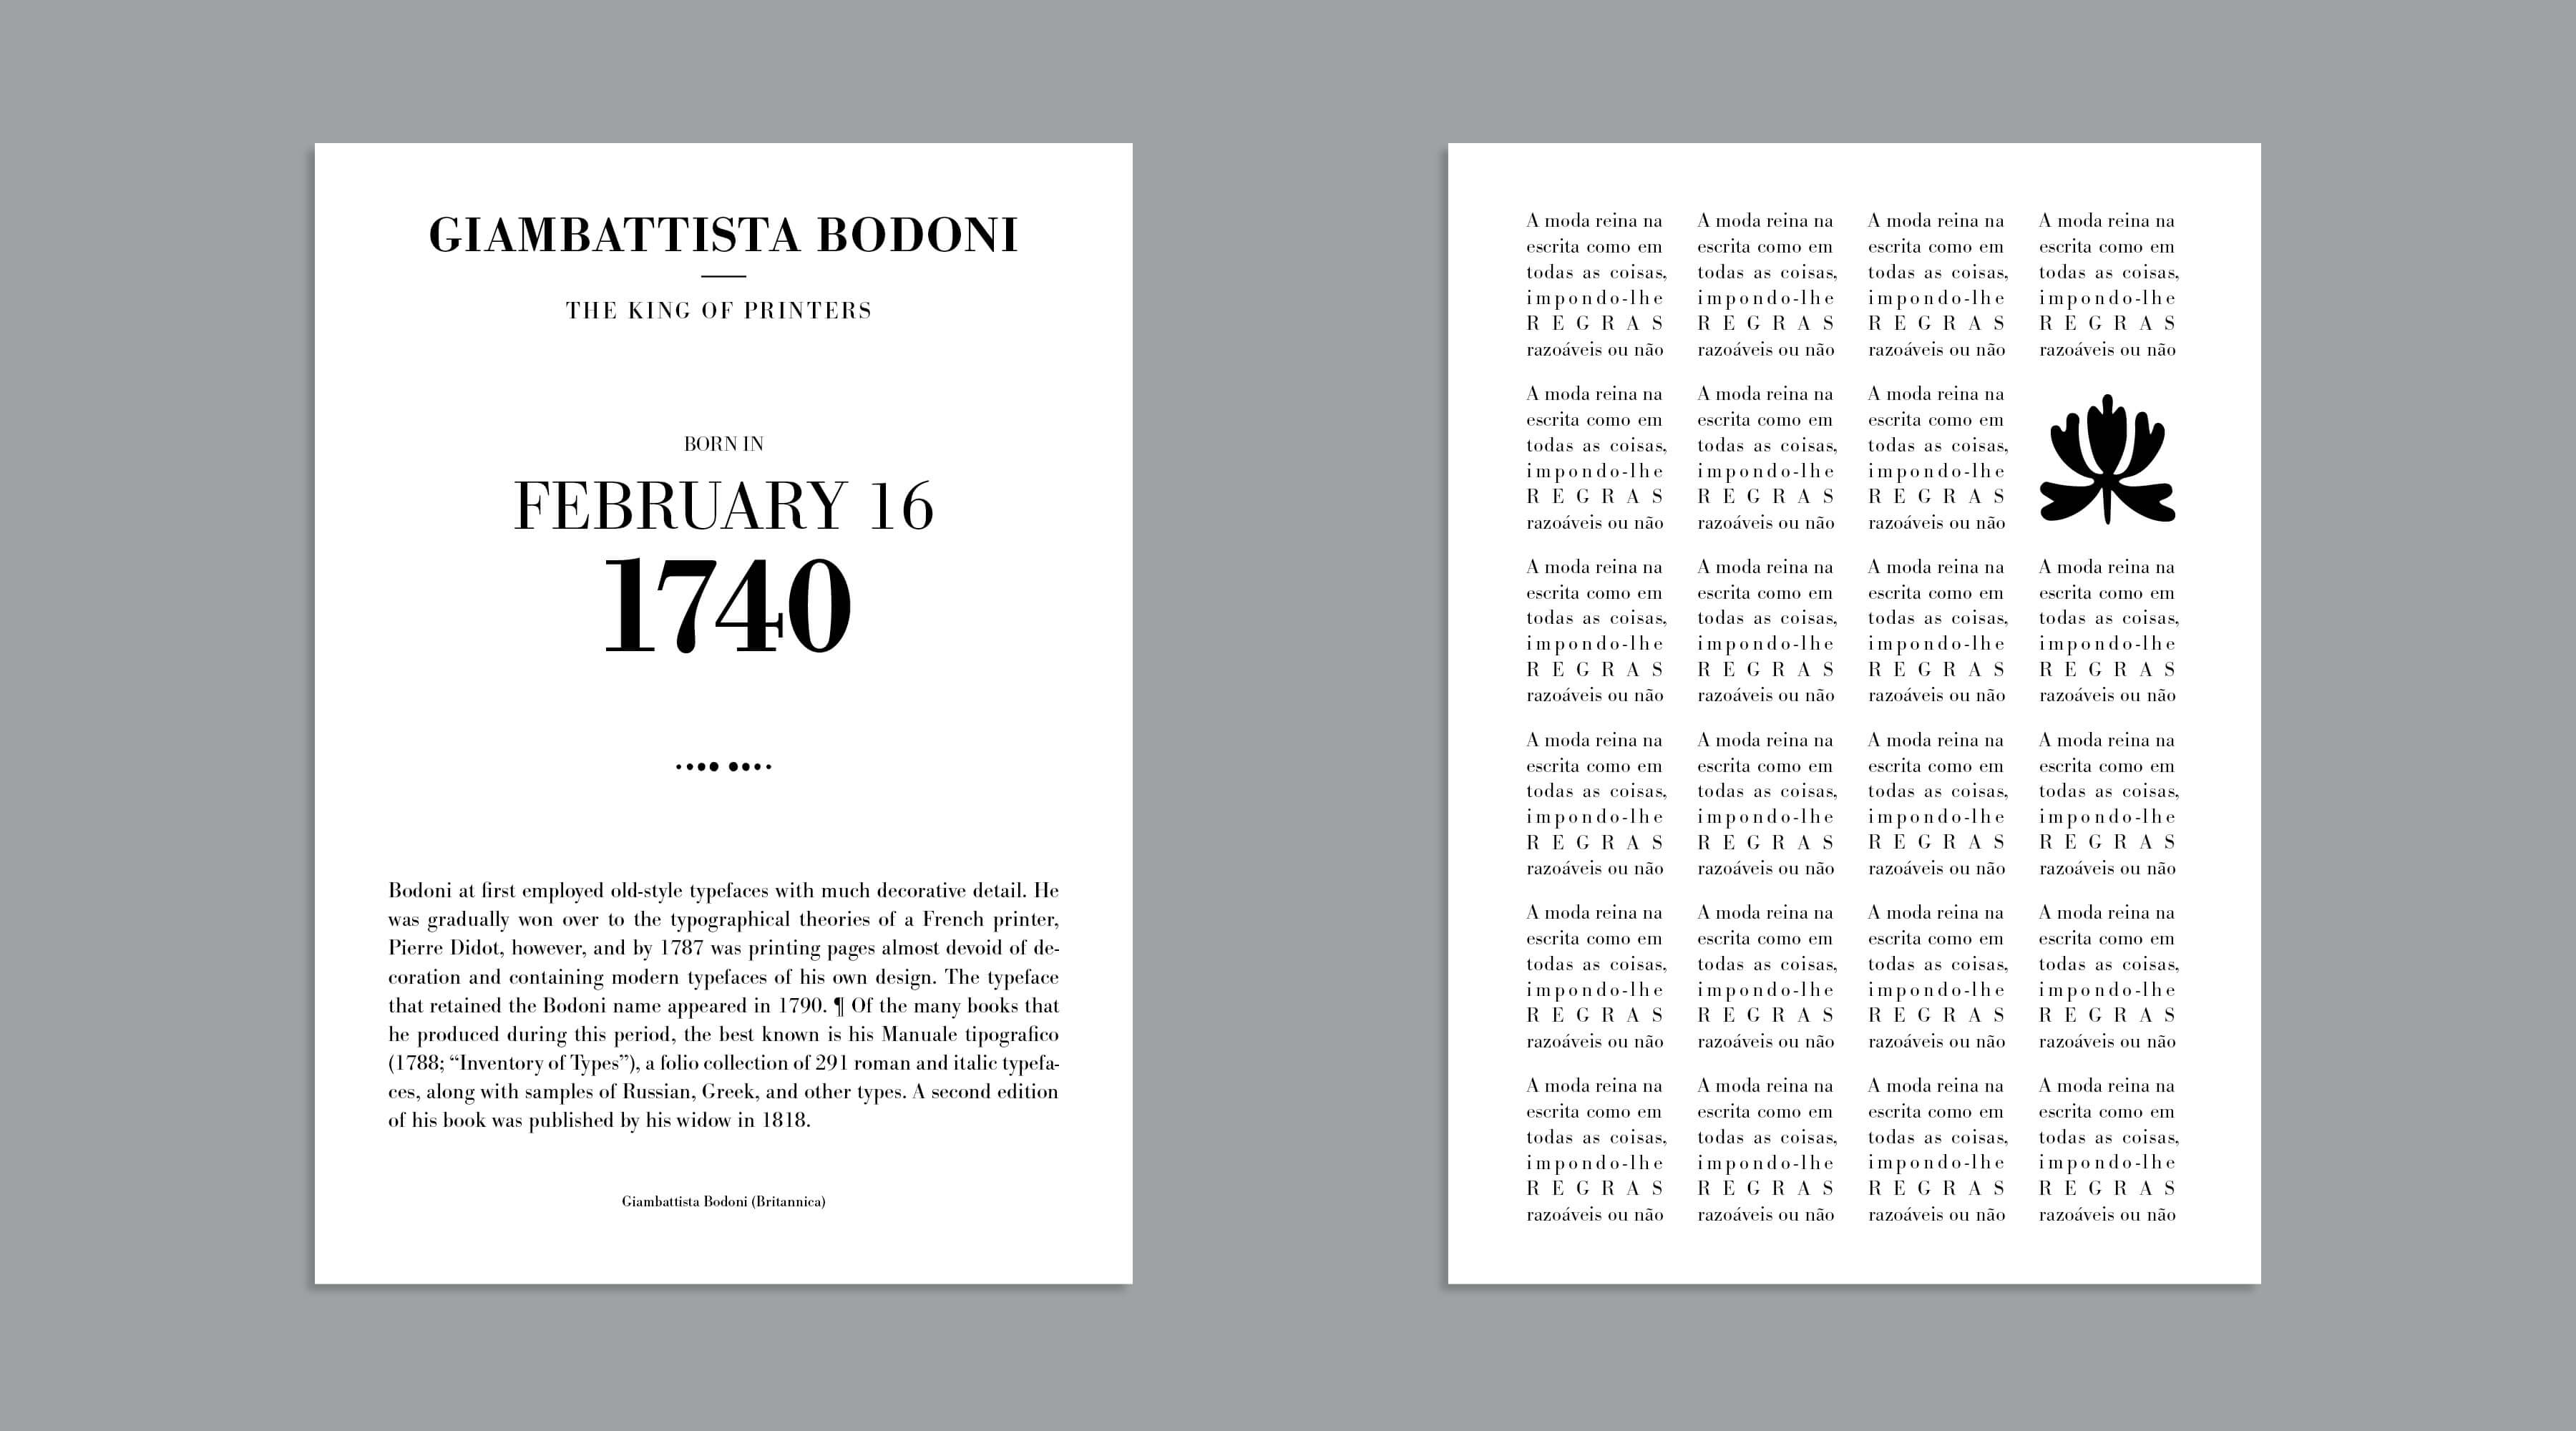 GIAMBATTISTA BODONI
THE KING OF PRINTERS
BORN IN
FEBRUARY 16
1740
Bodoni at first employed old-style typefaces with much decorative detail. He
was gradually won over to the typographical theories of a French printer,
Pierre Didot, however, and by 1787 was printing pages almost devoid of de-
coration and containing modern typefaces of his own design. The typeface
that retained the Bodoni name appeared in 1790. ¶ Of the many books that
he produced during this period, the best known is his Manuale tipografico
(1788; “Inventory of Types”), a folio collection of 291 roman and italic typefa-
ces, along with samples of Russian, Greek, and other types. A second edition
of his book was published by his widow in 1818.
Giambattista Bodoni (Britannica)
A moda reina na A moda reina na A moda reina na A moda reina na
escrita como em escrita como em escrita como em escrita como em
todas as coisas, todas as coisas, todas as coisas, todas as coisas,
impondo-lhe impondo-lhe impondo-lhe impondo-lhe
REGRAS REGRAS REGRAS REGRAS
razoáveis ou não razoáveis ou não razoáveis ou não razoáveis ou não
A moda reina na A moda reina na A moda reina na
escrita como em escrita como em escrita como em
todas as coisas, todas as coisas, todas as coisas,
impondo-lhe impondo-lhe impondo-lhe
REGRAS REGRAS REGRAS
razoáveis ou não razoáveis ou não razoáveis ou não
A moda reina na A moda reina na A moda reina na A moda reina na
escrita como em escrita como em escrita como em escrita como em
todas as coisas, todas as coisas, todas as coisas, todas as coisas,
impondo-lhe impondo-lhe impondo-lhe impondo-lhe
REGRAS REGRAS REGRAS REGRAS
razoáveis ou não razoáveis ou não razoáveis ou não razoáveis ou não
A moda reina na A moda reina na A moda reina na A moda reina na
escrita como em escrita como em escrita como em escrita como em
todas as coisas, todas as coisas, todas as coisas, todas as coisas,
impondo-lhe impondo-lhe impondo-lhe impondo-lhe
REGRAS REGRAS REGRAS REGRAS
razoáveis ou não razoáveis ou não razoáveis ou não razoáveis ou não
A moda reina na A moda reina na A moda reina na A moda reina na
escrita como em escrita como em escrita como em escrita como em
todas as coisas, todas as coisas, todas as coisas, todas as coisas,
impondo-lhe impondo-lhe impondo-lhe impondo-lhe
REGRAS REGRAS REGRAS REGRAS
razoáveis ou não razoáveis ou não razoáveis ou não razoáveis ou não
A moda reina na A moda reina na A moda reina na A moda reina na
escrita como em escrita como em escrita como em escrita como em
todas as coisas, todas as coisas, todas as coisas, todas as coisas,
impondo-lhe impondo-lhe impondo-lhe impondo-lhe
REGRAS REGRAS REGRAS REGRAS
razoáveis ou não razoáveis ou não razoáveis ou não razoáveis ou não